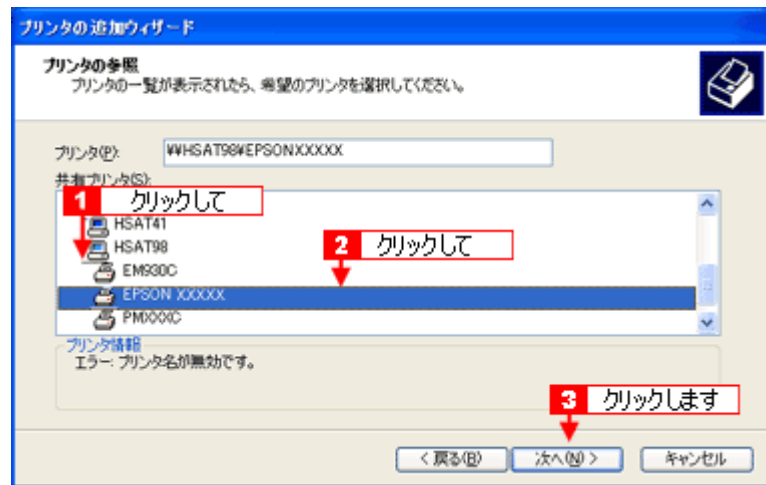 プリンタの追加ウィザード
プリンタの参照
プリンタの一覧が表示されたら、希望のプリンタを選択してください。
プリンタ(P):
¥¥HSAT98¥EPSONXXXXX
共有プリンタ(S):
1 クリックして
HSAT41
HSAT98
2 クリックして
EM930C
EPSON XXXXX
PMXXXC
プリンタ情報
エラー: プリンタ名が無効です。
3 クリックします
< 戻る(B)
次へ(N) >
キャンセル